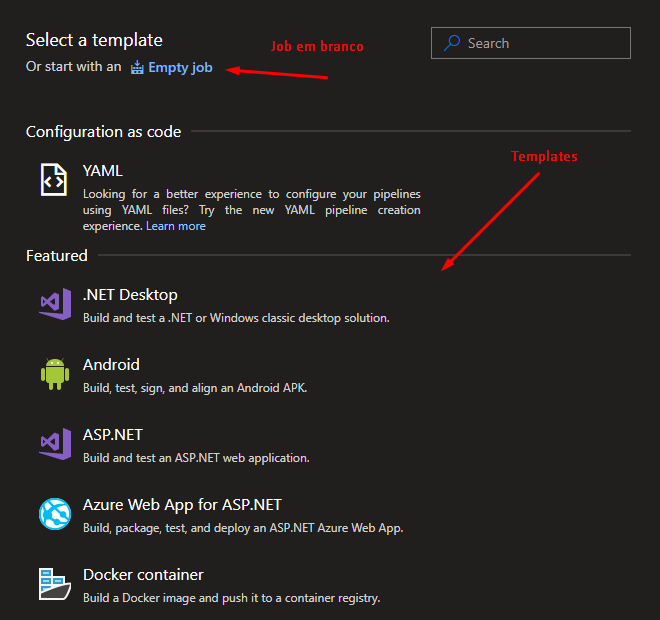 Select a template
Job em branco
Search
Or start with an Empty job
Configuration as code
Templates
YAML
Looking for a better experience to configure your pipelines
using YAML files? Try the new YAML pipeline creation
experience. Learn more
Featured
.NET Desktop
Build and test a .NET or Windows classic desktop solution.
Android
Build, test, sign, and align an Android APK.
ASP.NET
Build and test an ASP.NET web application.
Azure Web App for ASP.NET
Build, package, test, and deploy an ASP.NET Azure Web App.
Docker container
Build a Docker image and push it to a container registry.